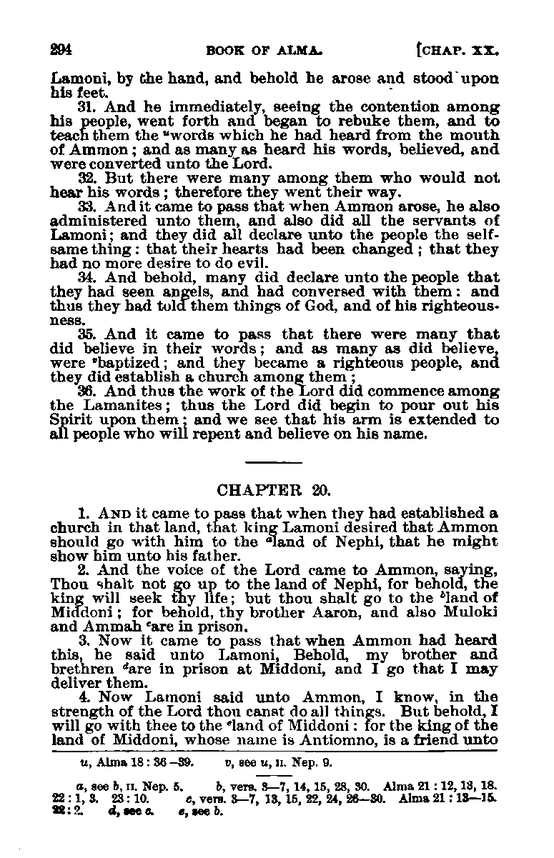 294 BOOK OF ALMA. [CHAP. XX.
Lamoni, by the hand, and behold he arose and stood upon
his feet.
31. And he immediately, seeing the contention among
his people, went forth and began to rebuke them, and to
teach them the ᵘwords which he had heard from the mouth
of Ammon; and as many as heard his words, believed, and
were converted unto the Lord.
32. But there were many among them who would not
hear his words; therefore they went their way.
33. And it came to pass that when Ammon arose, he also
administered unto them, and also did all the servants of
Lamoni; and they did all declare unto the people the self-
same thing: that their hearts had been changed; that they
had no more desire to do evil.
34. And behold, many did declare unto the people that
they had seen angels, and had conversed with them: and
thus they had told them things of God, and of his righteous-
ness.
35. And it came to pass that there were many that
did believe in their words; and as many as did believe,
were ᵛbaptized; and they became a righteous people, and
they did establish a church among them;
36. And thus the work of the Lord did commence among
the Lamanites; thus the Lord did begin to pour out his
Spirit upon them; and we see that his arm is extended to
all people who will repent and believe on his name.
CHAPTER 20.
1. AND it came to pass that when they had established a
church in that land, that king Lamoni desired that Ammon
should go with him to the ᵃland of Nephi, that he might
show him unto his father.
2. And the voice of the Lord came to Ammon, saying,
Thou shalt not go up to the land of Nephi, for behold, the
king will seek thy life; but thou shalt go to the ᵇland of
Middoni; for behold, thy brother Aaron, and also Muloki
and Ammah ᶜare in prison.
3. Now it came to pass that when Ammon had heard
this, he said unto Lamoni, Behold, my brother and
brethren ᵈare in prison at Middoni, and I go that I may
deliver them.
4. Now Lamoni said unto Ammon, I know, in the
strength of the Lord thou canst do all things. But behold, I
will go with thee to the ᵉland of Middoni: for the king of the
land of Middoni, whose name is Antiomno, is a friend unto
u, Alma 18: 36–39. v, see u, II. Nep. 9.
a, see b, II. Nep. 5. b, vers. 3–7, 14, 15, 28, 30. Alma 21: 12, 13, 18.
22: 1, 3. 23: 10. c, vers. 3–7, 13, 15, 22, 24, 26–30. Alma 21: 13–15.
22: 2. d, see c. e, see b.